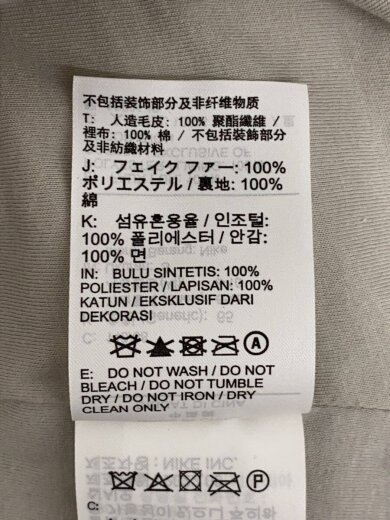 不包括装饰部分及非纤维物质
T: 人造毛皮: 100% 聚酯纖維 /
裡布: 100% 棉 / 不包括裝飾部分
及非紡織材料
J: フェイク ファー: 100%
ポリエステル / 裏地: 100%
綿
K: 섬유혼용율 / 인조털:
100% 폴리에스터 / 안감:
100% 면
IN: BULU SINTETIS: 100%
POLIESTER / LAPISAN: 100%
KATUN / EKSKLUSIF DARI
DEKORASI
A
E: DO NOT WASH / DO NOT
BLEACH / DO NOT TUMBLE
DRY / DO NOT IRON / DRY
CLEAN ONLY
P
C: